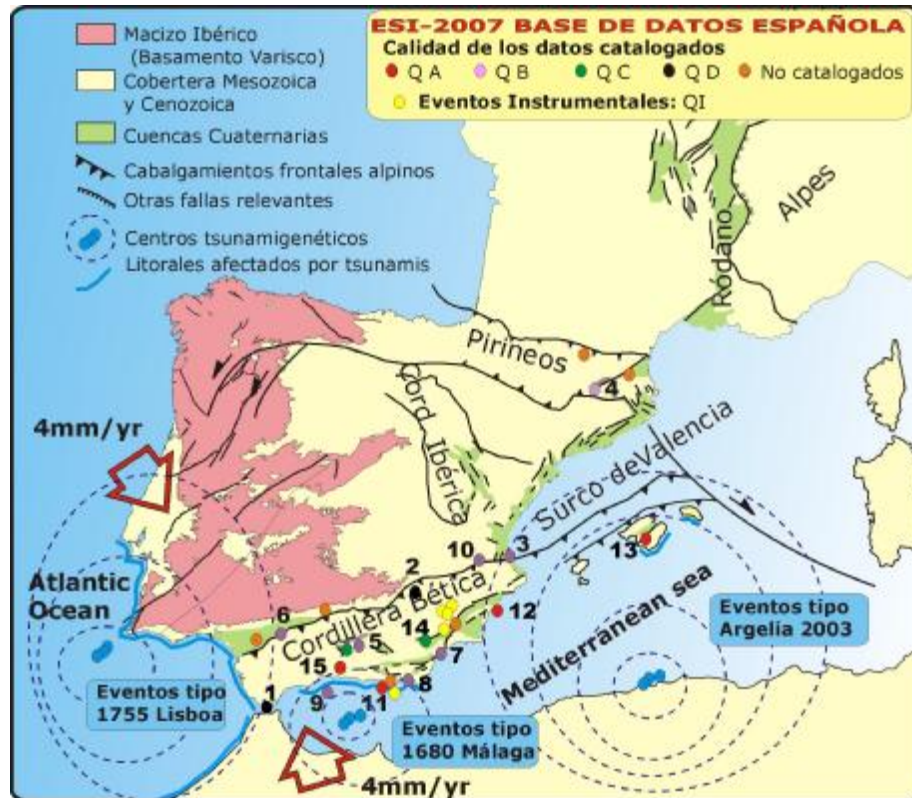 ESI-2007 BASE DE DATOS ESPAÑOLA
Calidad de los datos catalogados
Q A
Q B
Q C
Q D
No catalogados
Eventos Instrumentales: QI
Macizo Ibérico
(Basamento Varisco)
Cobertera Mesozoica
y Cenozoica
Cuencas Cuaternarias
Cabalgamientos frontales alpinos
Otras fallas relevantes
Centros tsunamigenéticos
Litorales afectados por tsunamis
Alpes
Ródano
Pirineos
4
Cord. Ibérica
4mm/yr
Surco de Valencia
10
3
13
2
Atlantic
Ocean
Cordillera Bética
12
6
5
14
Mediterranean sea
Eventos tipo
Argelia 2003
15
7
Eventos tipo
1755 Lisboa
1
9
11
8
Eventos tipo
1680 Málaga
4mm/yr